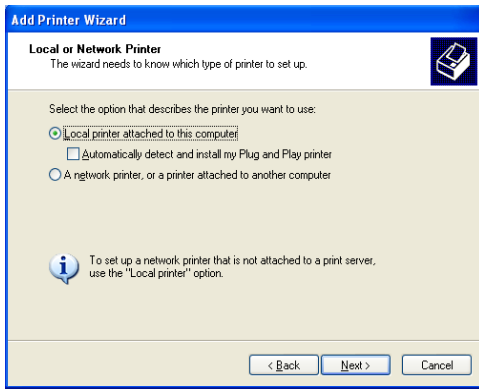 Add Printer Wizard
Local or Network Printer
The wizard needs to know which type of printer to set up.
Select the option that describes the printer you want to use:
Local printer attached to this computer
Automatically detect and install my Plug and Play printer
A network printer, or a printer attached to another computer
To set up a network printer that is not attached to a print server,
use the "Local printer" option.
< Back Next > Cancel